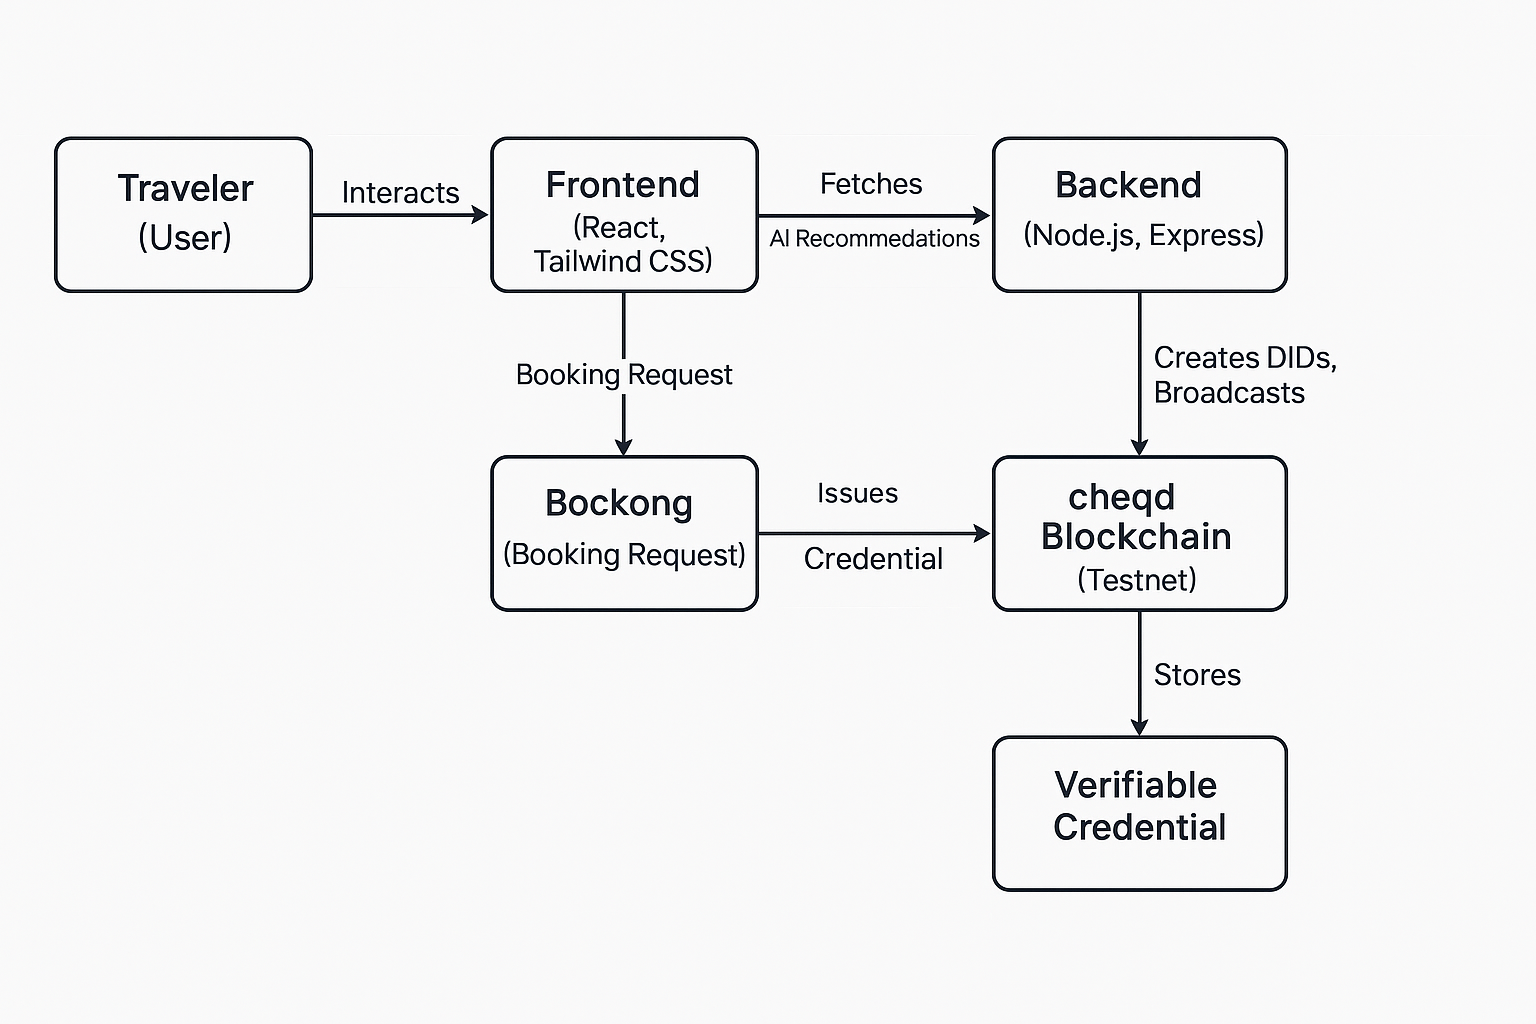 Traveler
(User)
Interacts
Frontend
(React,
Tailwind CSS)
Fetches
AI Recommedations
Backend
(Node.js, Express)
Booking Request
Creates DIDs,
Broadcasts
Bockong
(Booking Request)
Issues
Credential
cheqd
Blockchain
(Testnet)
Stores
Verifiable
Credential